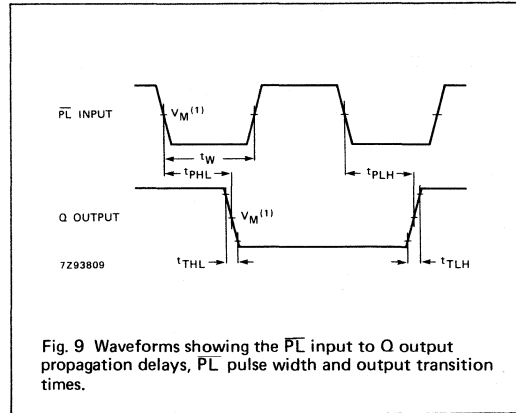 PL INPUT
VM(1)
tW
tPHL
tPLH
Q OUTPUT
VM(1)
7Z93809
tTHL
tTLH
Fig. 9 Waveforms showing the PL input to Q output
propagation delays, PL pulse width and output transition
times.